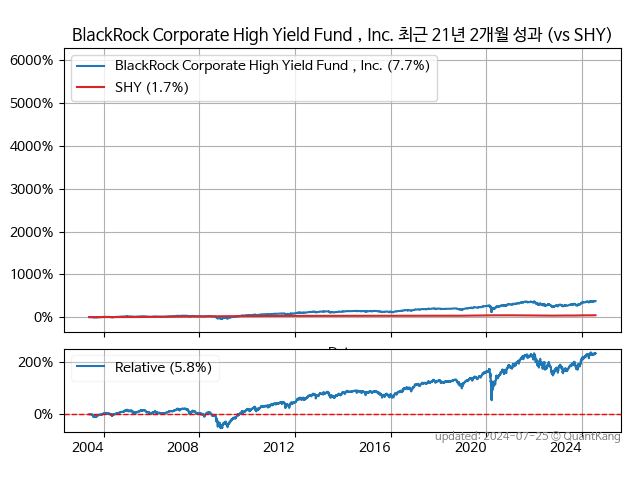 BlackRock Corporate High Yield Fund , Inc. 최근 21년 2개월 성과 (vs SHY)
6000%
BlackRock Corporate High Yield Fund , Inc. (7.7%)
SHY (1.7%)
5000%
4000%
3000%
2000%
1000%
0%
200%
Relative (5.8%)
0%
updated: 2024-07-25 © QuantKang
2004 2008 2012 2016 2020 2024